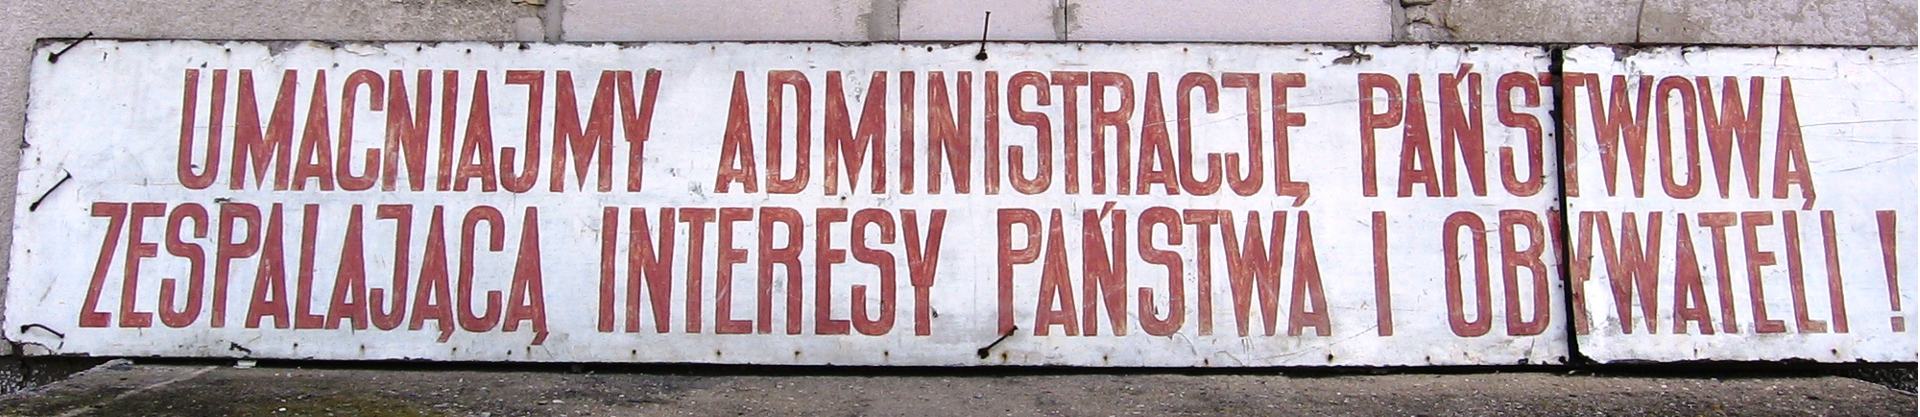 UMACNIAJMY ADMINISTRACJĘ PAŃSTWOWĄ
ZESPALAJĄCĄ INTERESY PAŃSTWA I OBYWATELI !